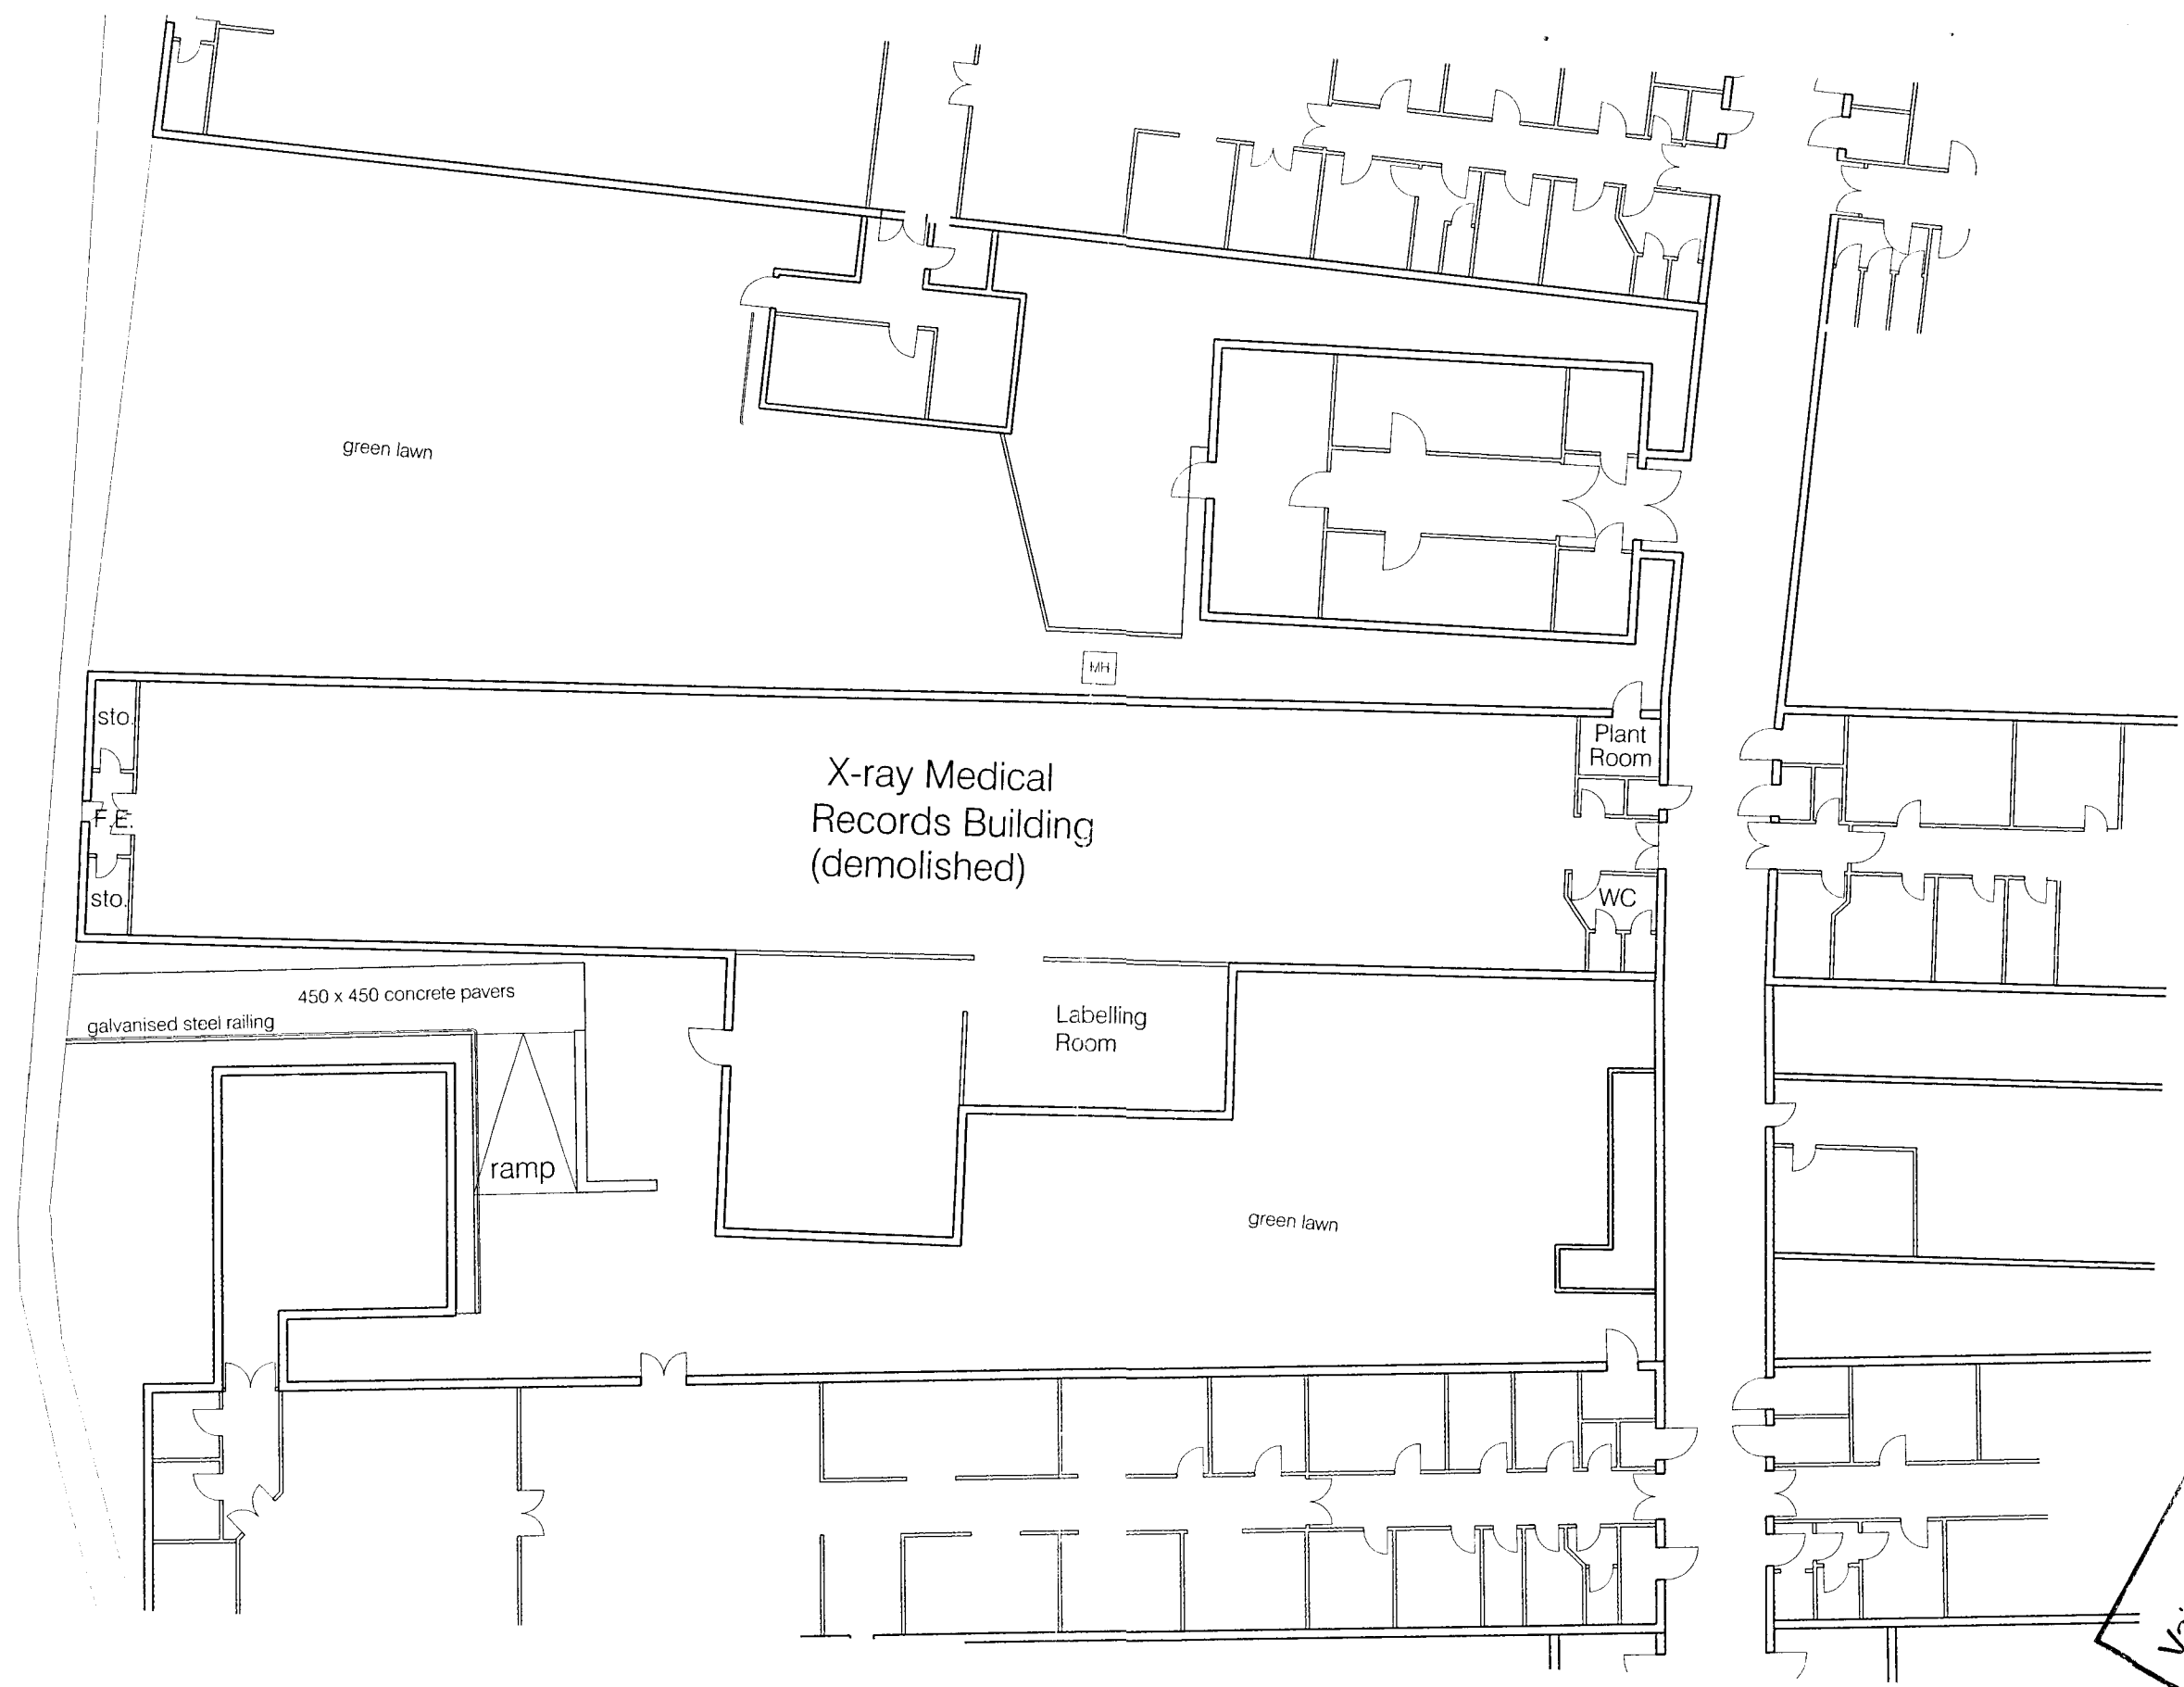 green lawn
MH
sto.
Plant
Room
X-ray Medical
Records Building
(demolished)
F.E.
sto.
WC
450 x 450 concrete pavers
galvanised steel railing
Labelling
Room
ramp
green lawn